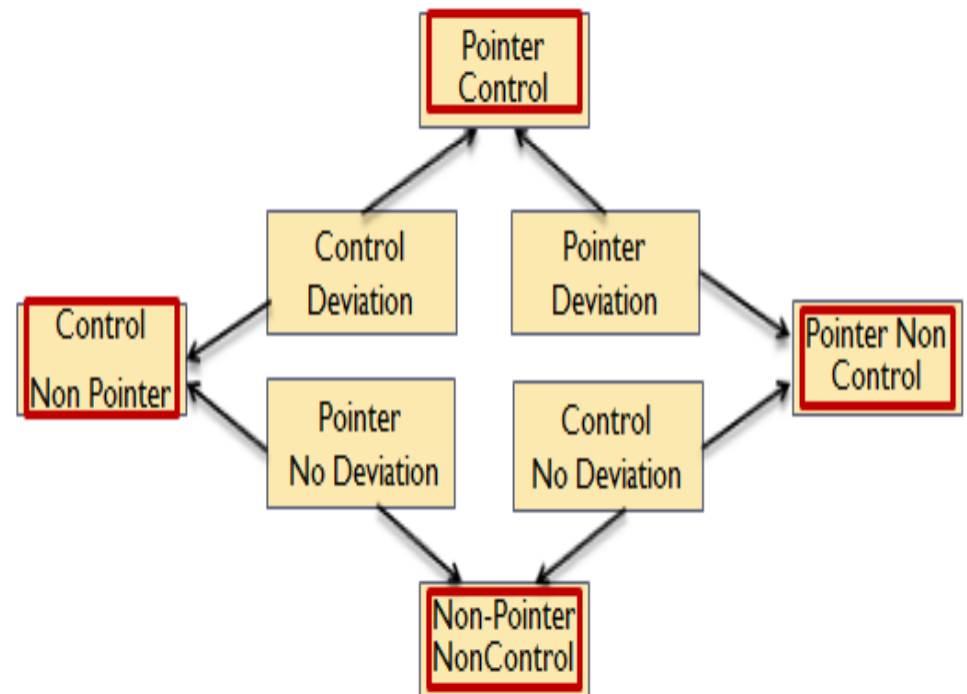 Pointer
Control
Control
Deviation
Pointer
Deviation
Control
Non Pointer
Pointer Non
Control
Pointer
No Deviation
Control
No Deviation
Non-Pointer
NonControl